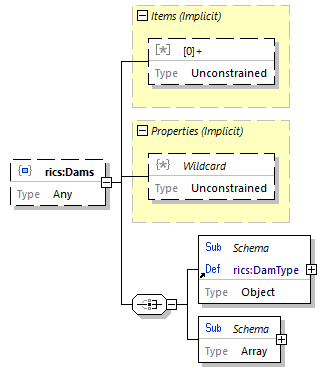 Items (Implicit)
[*] [0]+
Type Unconstrained
Properties (Implicit)
{*} Wildcard
Type Unconstrained
rics:Dams
Type Any
Sub Schema
Def rics:DamType
Type Object
Sub Schema
Type Array